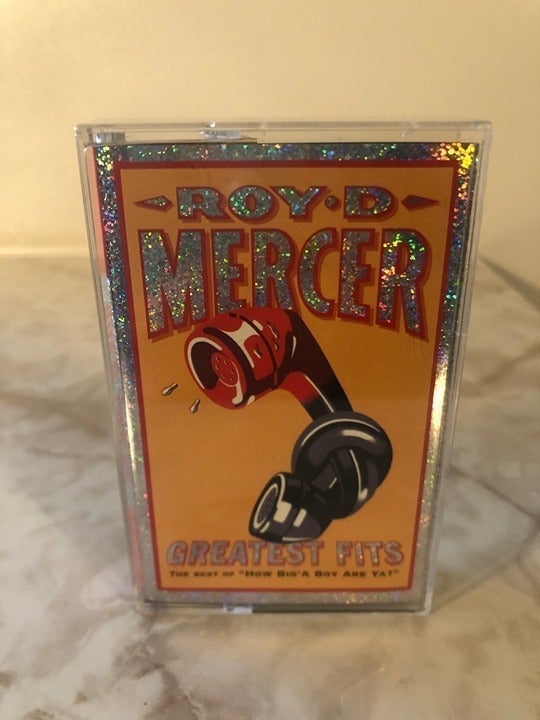 ROY·D
MERCER
GREATEST FITS
THE BEST OF "HOW BIG'A BOY ARE YA?"